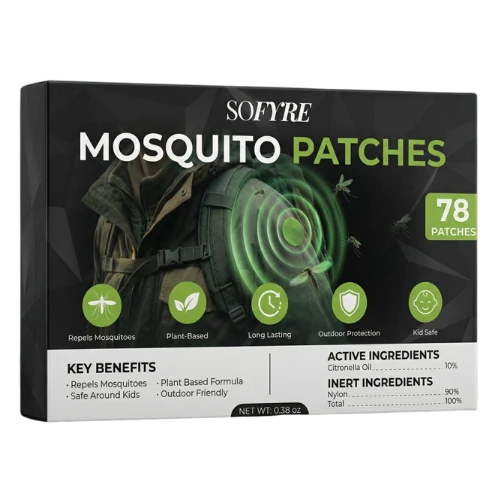 SOFYRE
MOSQUITO PATCHES
78
PATCHES
Repels Mosquitoes
Plant-Based
Long Lasting
Outdoor Protection
Kid Safe
KEY BENEFITS
· Repels Mosquitoes · Plant Based Formula
· Safe Around Kids · Outdoor Friendly
ACTIVE INGREDIENTS
Citronella Oil 10%
INERT INGREDIENTS
Nylon 90%
Total 100%
NET WT: 0.38 oz